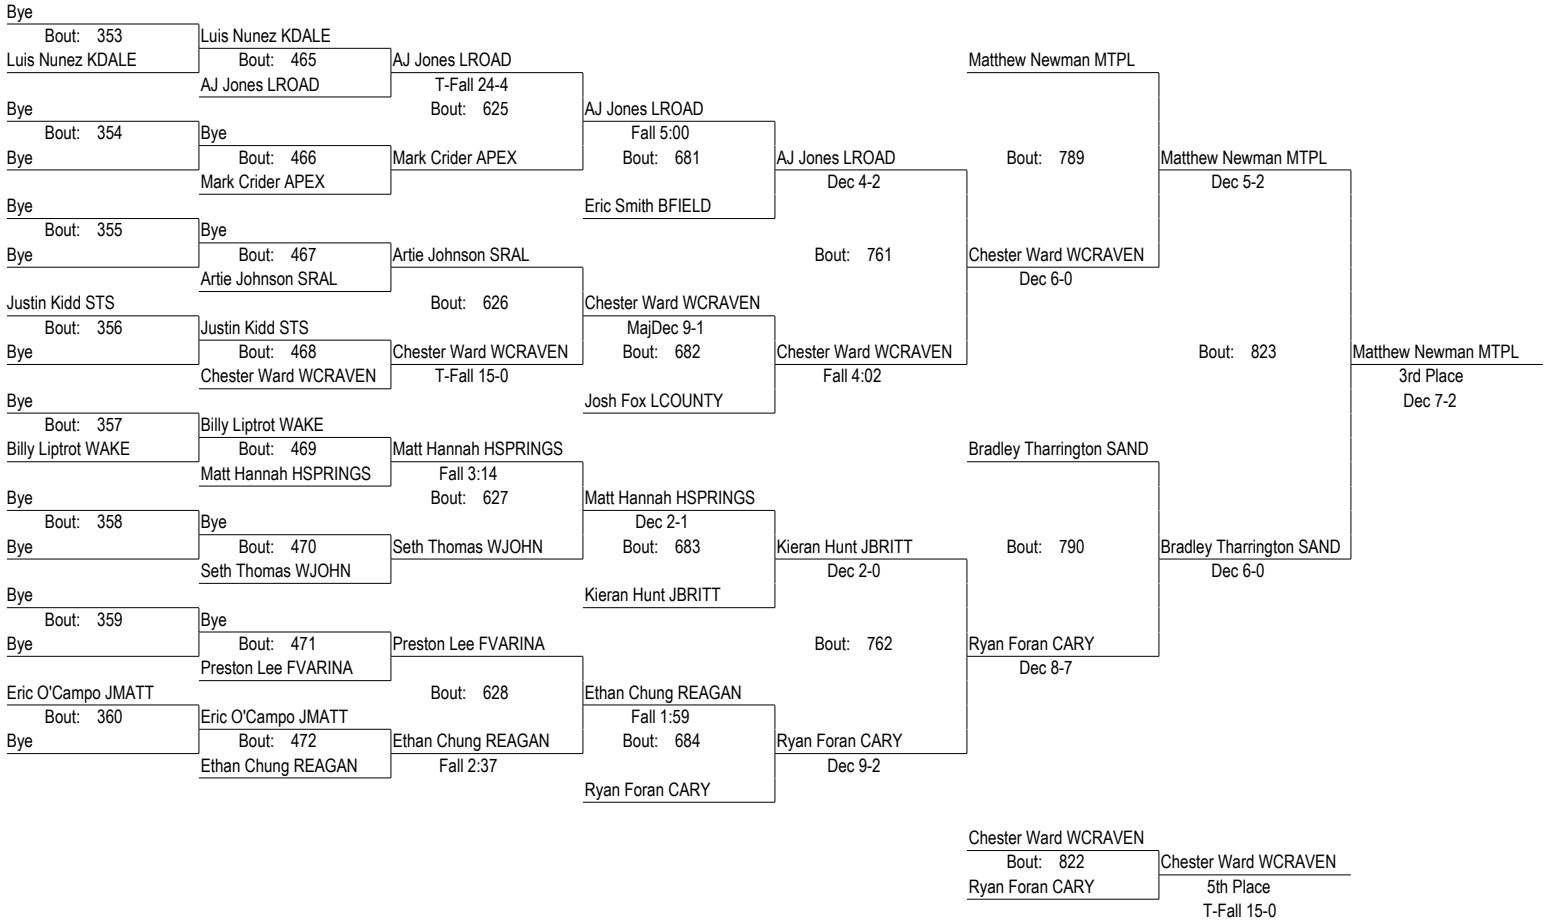 Bye
Bout: 353 Luis Nunez KDALE
Luis Nunez KDALE Bout: 465 AJ Jones LROAD Matthew Newman MTPL
AJ Jones LROAD T-Fall 24-4
Bye Bout: 625 AJ Jones LROAD
Bout: 354 Bye Fall 5:00
Bye Bout: 466 Mark Crider APEX Bout: 681 AJ Jones LROAD Bout: 789 Matthew Newman MTPL
Mark Crider APEX Dec 4-2 Dec 5-2
Bye Eric Smith BFIELD
Bout: 355 Bye
Bye Bout: 467 Artie Johnson SRAL Bout: 761 Chester Ward WCRAVEN
Artie Johnson SRAL Dec 6-0
Justin Kidd STS Bout: 626 Chester Ward WCRAVEN
Bout: 356 Justin Kidd STS MajDec 9-1
Bye Bout: 468 Chester Ward WCRAVEN Bout: 682 Chester Ward WCRAVEN Bout: 823 Matthew Newman MTPL
Chester Ward WCRAVEN T-Fall 15-0 Fall 4:02 3rd Place
Bye Josh Fox LCOUNTY Dec 7-2
Bout: 357 Billy Liptrot WAKE
Billy Liptrot WAKE Bout: 469 Matt Hannah HSPRINGS Bradley Tharrington SAND
Matt Hannah HSPRINGS Fall 3:14
Bye Bout: 627 Matt Hannah HSPRINGS
Bout: 358 Bye Dec 2-1
Bye Bout: 470 Seth Thomas WJOHN Bout: 683 Kieran Hunt JBRITT Bout: 790 Bradley Tharrington SAND
Seth Thomas WJOHN Dec 2-0 Dec 6-0
Bye Kieran Hunt JBRITT
Bout: 359 Bye
Bye Bout: 471 Preston Lee FVARINA Bout: 762 Ryan Foran CARY
Preston Lee FVARINA Dec 8-7
Eric O'Campo JMATT Bout: 628 Ethan Chung REAGAN
Bout: 360 Eric O'Campo JMATT Fall 1:59
Bye Bout: 472 Ethan Chung REAGAN Bout: 684 Ryan Foran CARY
Ethan Chung REAGAN Fall 2:37 Dec 9-2
Ryan Foran CARY
Chester Ward WCRAVEN
Bout: 822 Chester Ward WCRAVEN
Ryan Foran CARY 5th Place
T-Fall 15-0